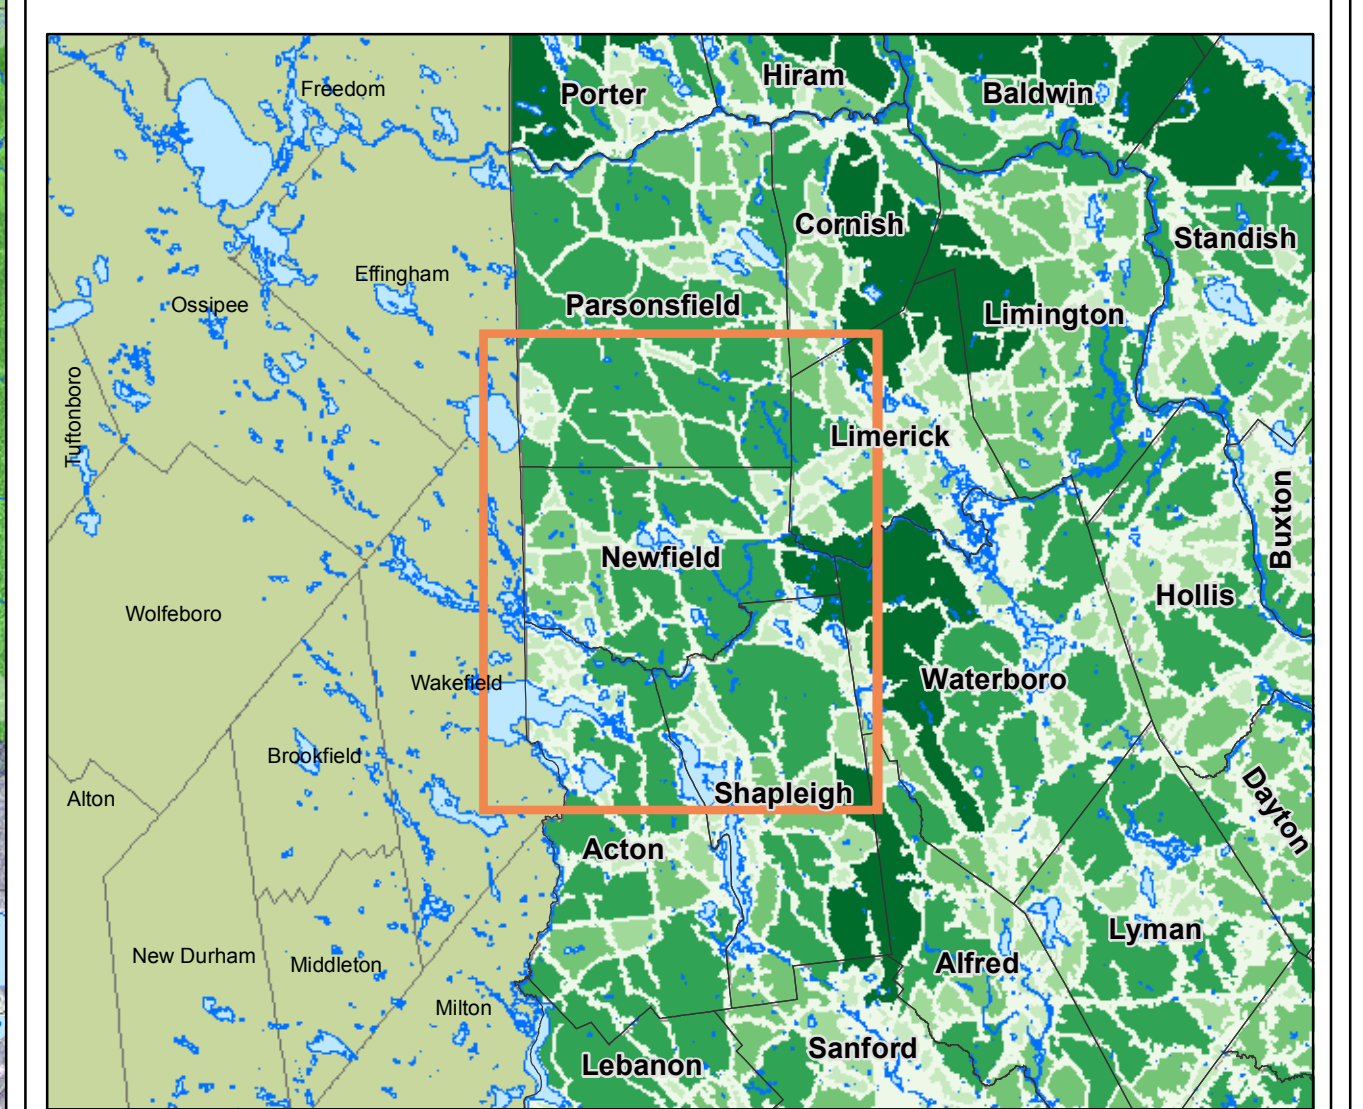 Hiram
Freedom
Porter
Baldwin
Cornish
Standish
Effingham
Ossipee
Parsonsfield
Limington
Tuftonboro
Limerick
Buxton
Newfield
Hollis
Wolfeboro
Wakefield
Waterboro
Brookfield
Alton
Shapleigh
Dayton
Acton
Lyman
New Durham
Middleton
Alfred
Milton
Sanford
Lebanon